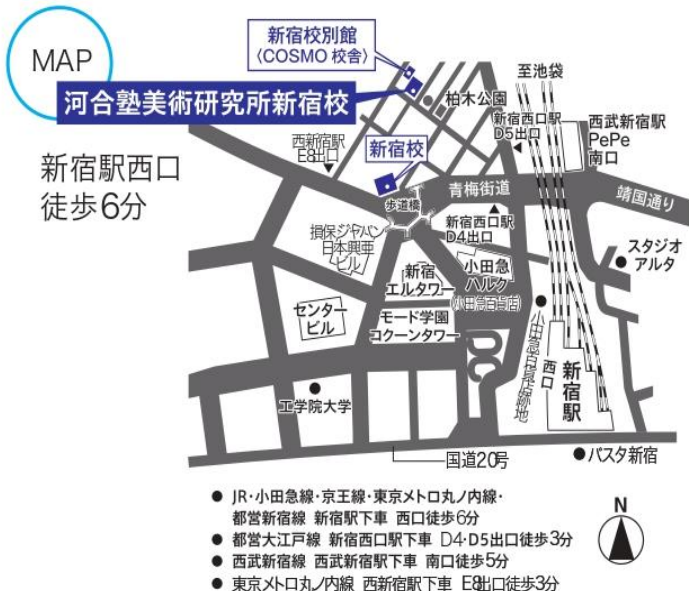 MAP
新宿校別館
〈COSMO 校舎〉
河合塾美術研究所新宿校
新宿駅西口
徒歩6分
柏木公園
至池袋
西新宿駅
E8出口
新宿校
新宿西口駅
D5出口
西武新宿駅
PePe
南口
青梅街道
靖国通り
歩道橋
新宿西口駅
D4出口
損保ジャパン
日本興亜
ビル
スタジオ
アルタ
新宿
エルタワー
小田急
ハルク
(小田急百貨店)
センター
ビル
モード学園
コクーンタワー
小田急百貨店跡地
西口
新宿駅
工学院大学
国道20号
バスタ新宿
● JR・小田急線・京王線・東京メトロ丸ノ内線・
都営新宿線 新宿駅下車 西口徒歩6分
● 都営大江戸線 新宿西口駅下車 D4・D5出口徒歩3分
● 西武新宿線 西武新宿駅下車 南口徒歩5分
● 東京メトロ丸ノ内線 西新宿駅下車 E8出口徒歩3分
N